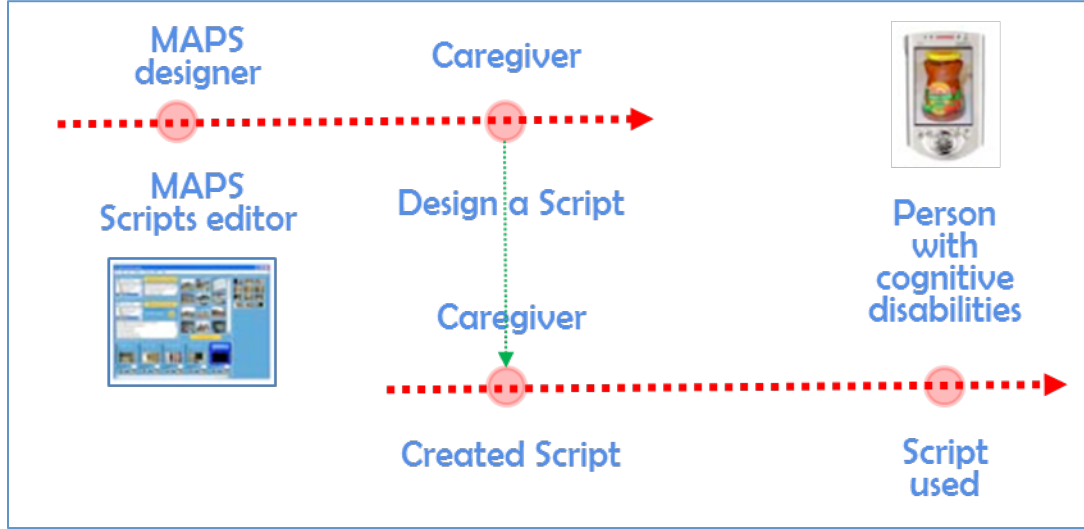 MAPS
designer
Caregiver
MAPS
Scripts editor
Design a Script
Person
with
cognitive
disabilities
Caregiver
Created Script
Script
used